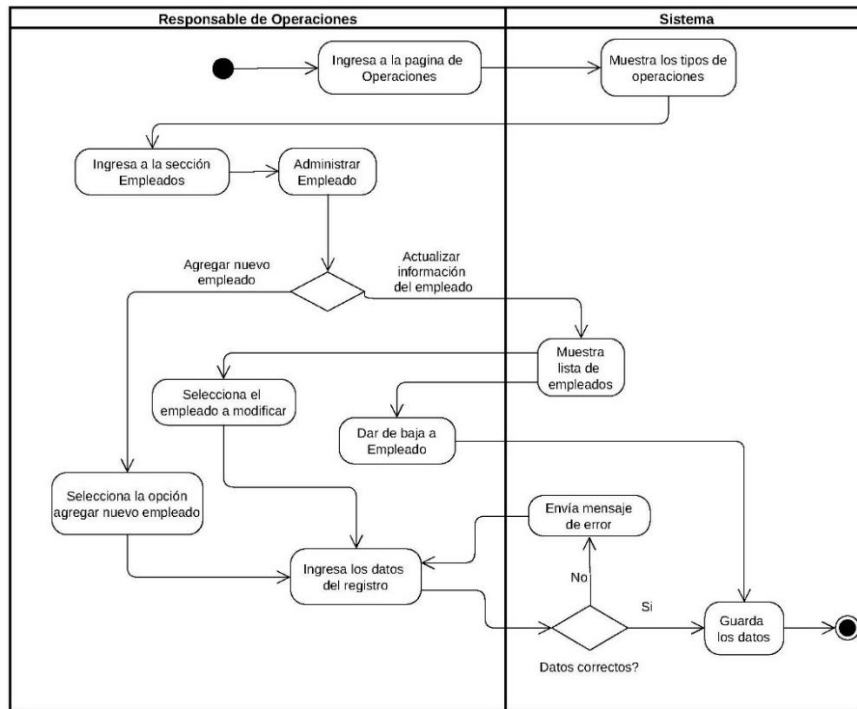 Responsable de Operaciones
Sistema
Ingresa a la pagina de
Operaciones
Muestra los tipos de
operaciones
Ingresa a la sección
Empleados
Administrar
Empleado
Agregar nuevo
empleado
Actualizar
información
del empleado
Muestra
lista de
empleados
Selecciona el
empleado a modificar
Dar de baja a
Empleado
Selecciona la opción
agregar nuevo empleado
Envía mensaje
de error
Ingresa los datos
del registro
No
Si
Guarda
los datos
Datos correctos?